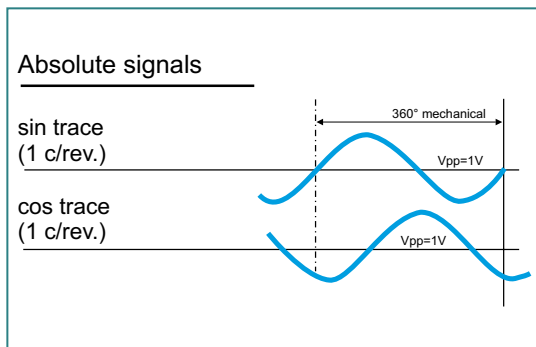 Absolute signals
360° mechanical
sin trace
(1 c/rev.)
Vpp=1V
cos trace
(1 c/rev.)
Vpp=1V